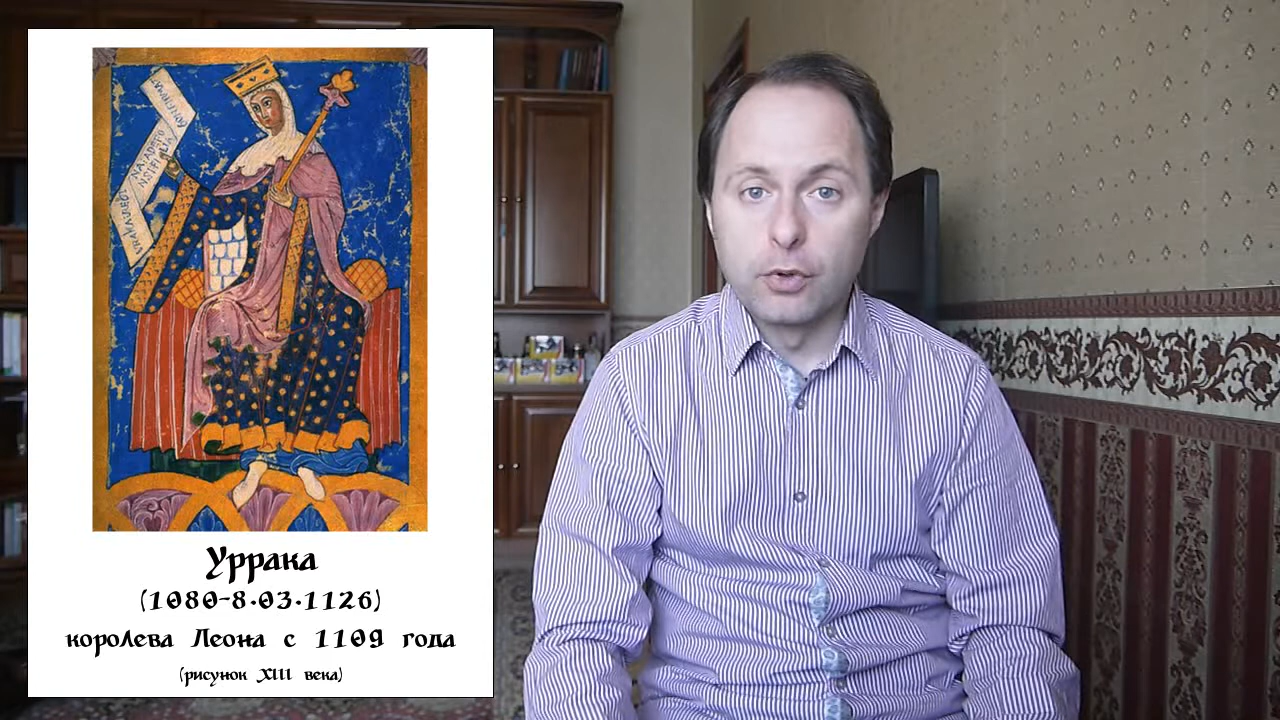 Уррака
(1080-8.03.1126)
королева Леона с 1109 года
(рисунок XIII века)